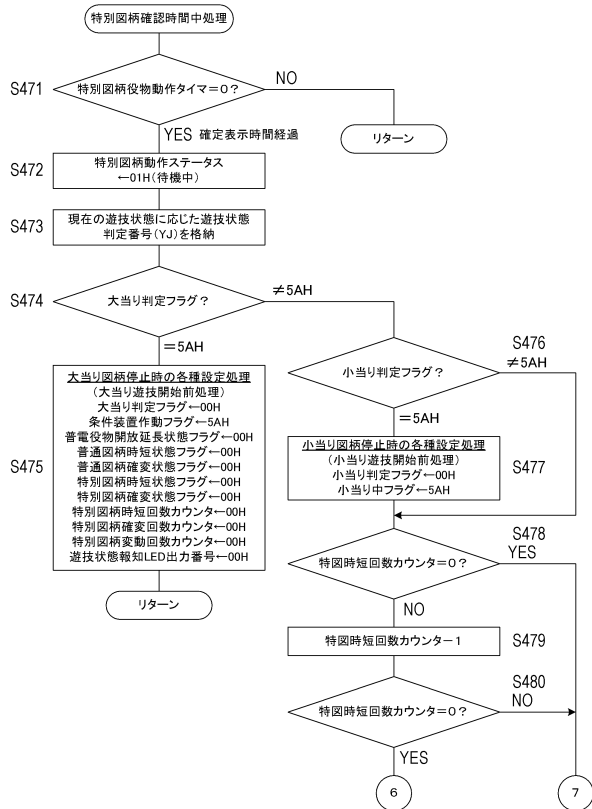 特別図柄確認時間中処理
S471
特別図柄役物動作タイマ=0?
NO
リターン
YES 確定表示時間経過
S472
特別図柄動作ステータス
←01H(待機中)
S473
現在の遊技状態に応じた遊技状態
判定番号(YJ)を格納
S474
大当り判定フラグ?
≠5AH
=5AH
S475
大当り図柄停止時の各種設定処理
(大当り遊技開始前処理)
大当り判定フラグ←00H
条件装置作動フラグ←5AH
普電役物開放延長状態フラグ←00H
普通図柄時短状態フラグ←00H
普通図柄確変状態フラグ←00H
特別図柄時短状態フラグ←00H
特別図柄確変状態フラグ←00H
特別図柄時短回数カウンタ←00H
特別図柄確変回数カウンタ←00H
特別図柄変動回数カウンタ←00H
遊技状態報知LED出力番号←00H
リターン
S476
小当り判定フラグ?
≠5AH
=5AH
S477
小当り図柄停止時の各種設定処理
(小当り遊技開始前処理)
小当り判定フラグ←00H
小当り中フラグ←5AH
S478
特図時短回数カウンタ=0?
YES
NO
S479
特図時短回数カウンタ-1
S480
特図時短回数カウンタ=0?
NO
YES
6
7